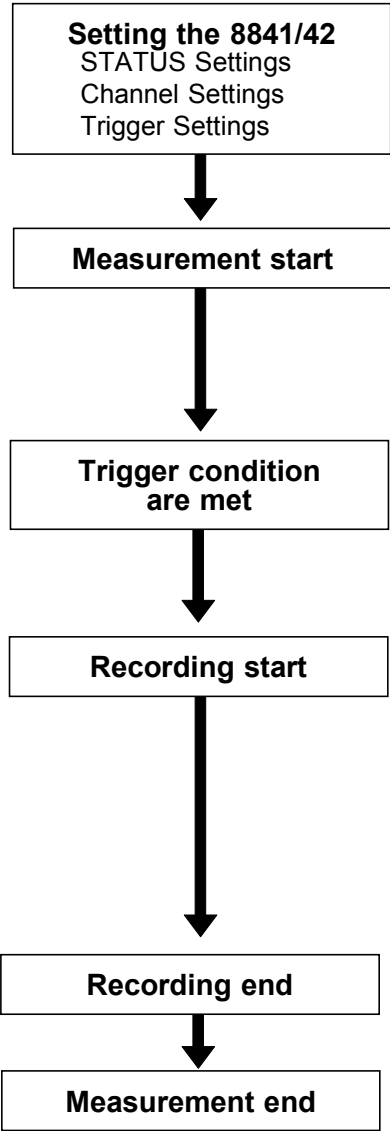 Setting the 8841/42
STATUS Settings
Channel Settings
Trigger Settings
Measurement start
Trigger condition
are met
Recording start
Recording end
Measurement end